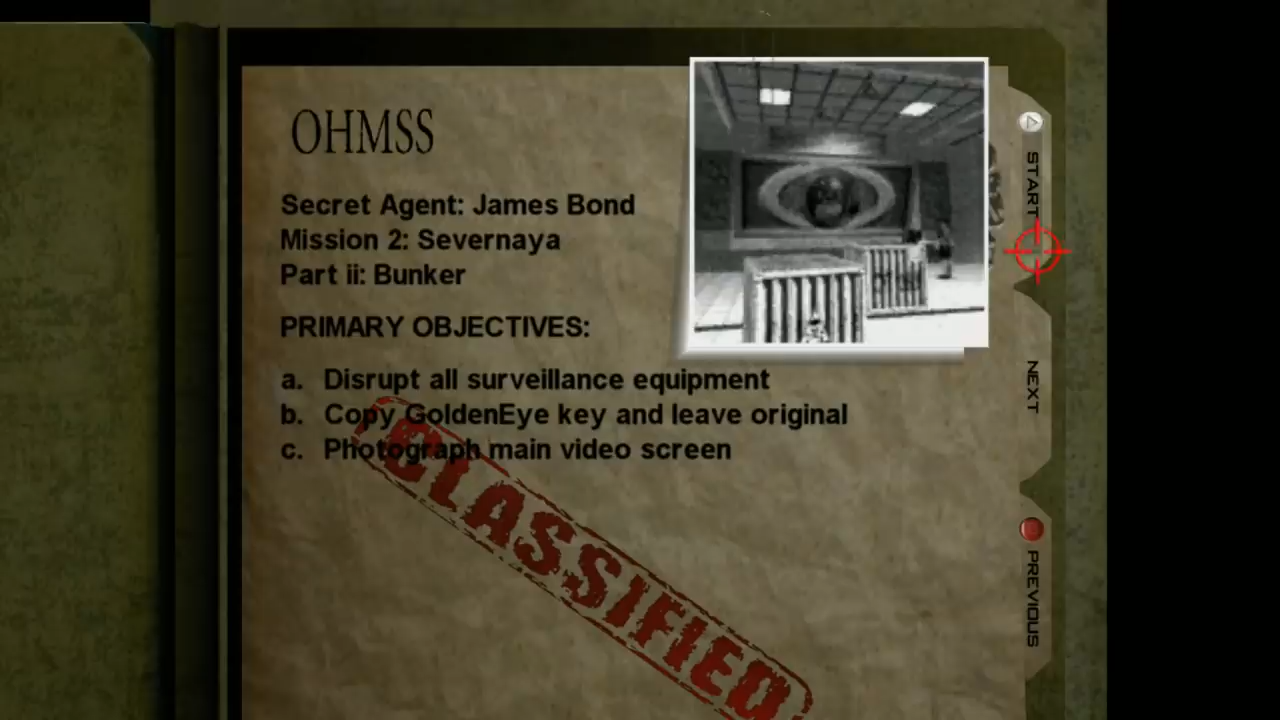 OHMSS
Secret Agent: James Bond
Mission 2: Severnaya
Part ii: Bunker
PRIMARY OBJECTIVES:
a. Disrupt all surveillance equipment
b. Copy GoldenEye key and leave original
c. Photograph main video screen
CLASSIFIED
START
NEXT
PREVIOUS